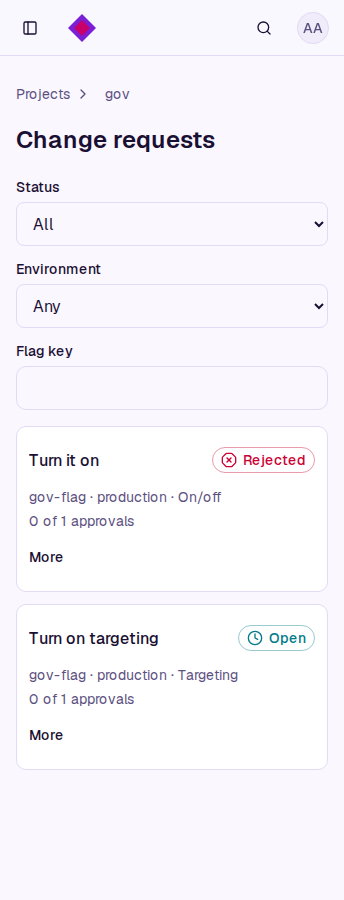 AA
Projects > gov
Change requests
Status
All
Environment
Any
Flag key
Turn it on
Rejected
gov-flag · production · On/off
0 of 1 approvals
More
Turn on targeting
Open
gov-flag · production · Targeting
0 of 1 approvals
More